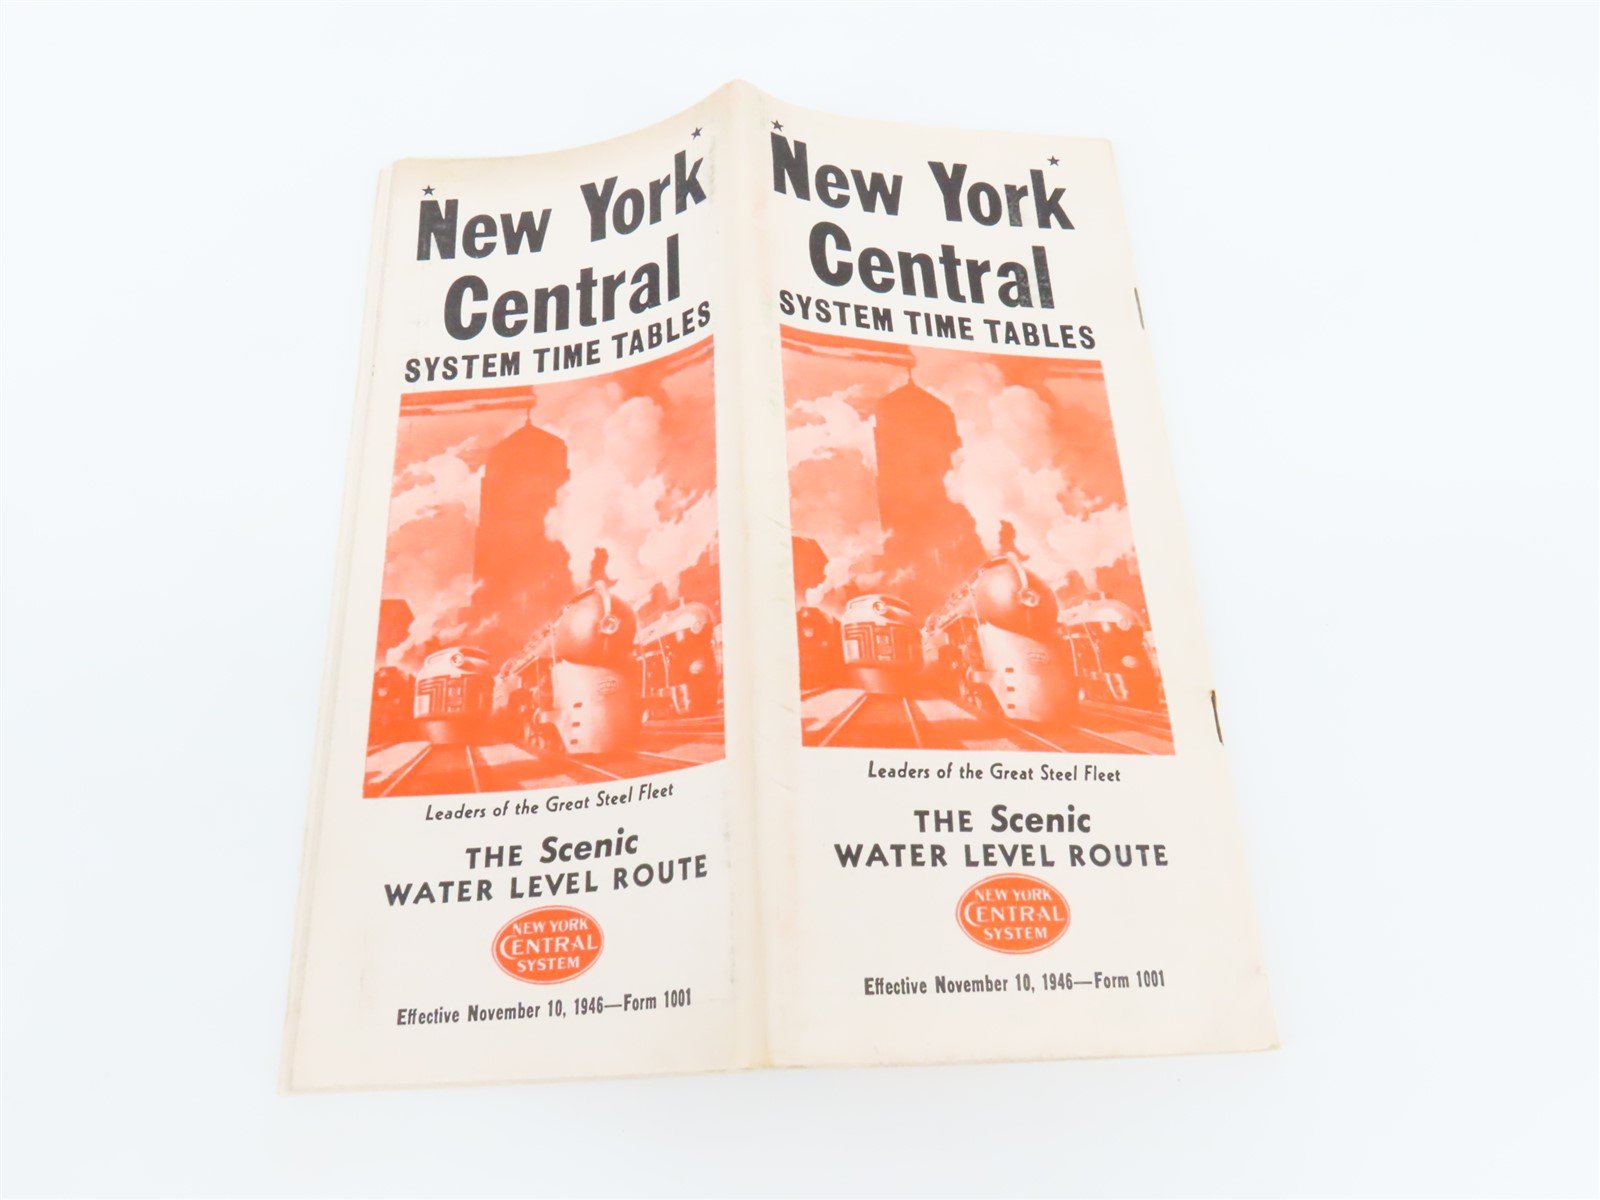 New York
Central
SYSTEM TIME TABLES
Leaders of the Great Steel Fleet
THE Scenic
WATER LEVEL ROUTE
NEW YORK
CENTRAL
SYSTEM
Effective November 10, 1946—Form 1001
New York
Central
SYSTEM TIME TABLES
Leaders of the Great Steel Fleet
THE Scenic
WATER LEVEL ROUTE
NEW YORK
CENTRAL
SYSTEM
Effective November 10, 1946—Form 1001